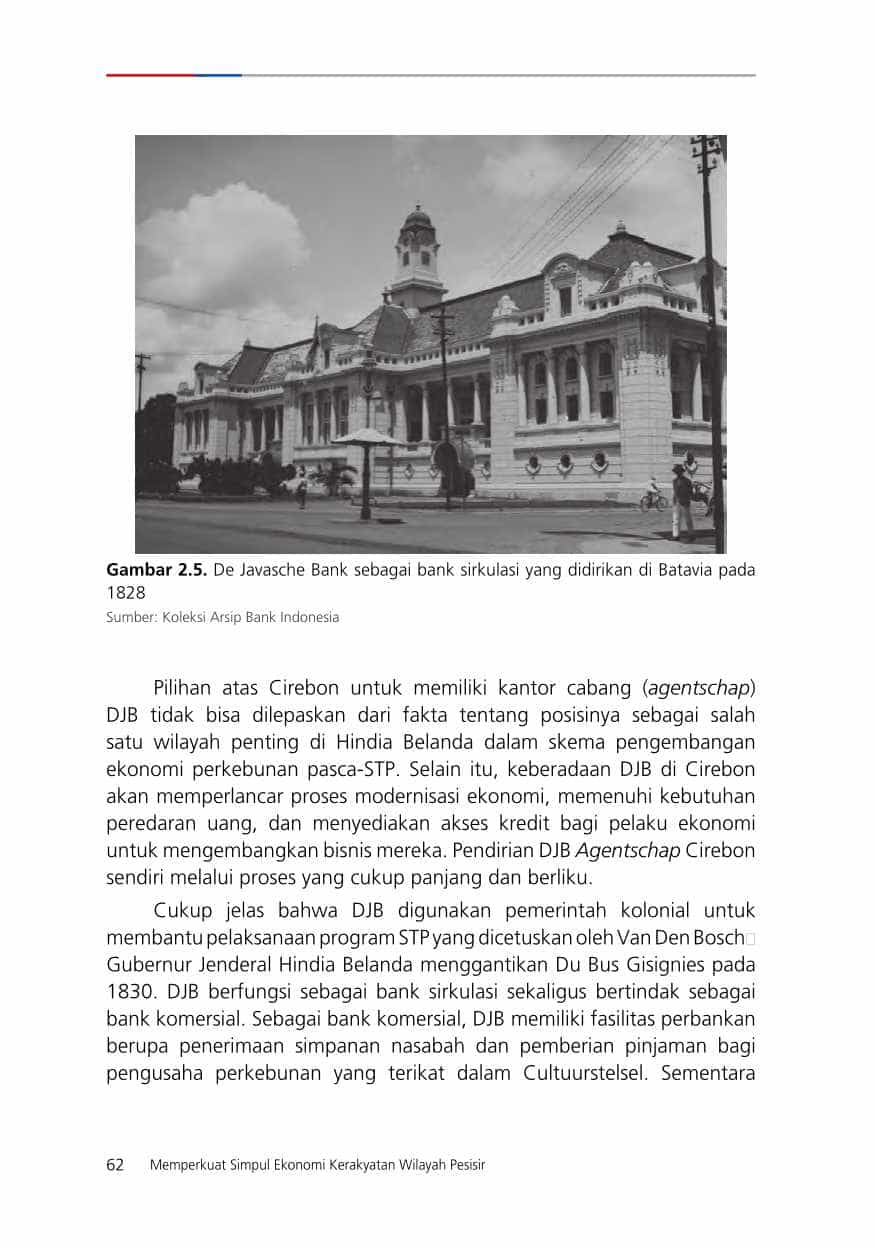 Gambar 2.5. De Javasche Bank sebagai bank sirkulasi yang didirikan di Batavia pada
1828
Sumber: Koleksi Arsip Bank Indonesia
Pilihan atas Cirebon untuk memiliki kantor cabang (agentschap)
DJB tidak bisa dilepaskan dari fakta tentang posisinya sebagai salah
satu wilayah penting di Hindia Belanda dalam skema pengembangan
ekonomi perkebunan pasca-STP. Selain itu, keberadaan DJB di Cirebon
akan memperlancar proses modernisasi ekonomi, memenuhi kebutuhan
peredaran uang, dan menyediakan akses kredit bagi pelaku ekonomi
untuk mengembangkan bisnis mereka. Pendirian DJB Agentschap Cirebon
sendiri melalui proses yang cukup panjang dan berliku.
Cukup jelas bahwa DJB digunakan pemerintah kolonial untuk
membantu pelaksanaan program STP yang dicetuskan oleh Van Den Bosch□
Gubernur Jenderal Hindia Belanda menggantikan Du Bus Gisignies pada
1830. DJB berfungsi sebagai bank sirkulasi sekaligus bertindak sebagai
bank komersial. Sebagai bank komersial, DJB memiliki fasilitas perbankan
berupa penerimaan simpanan nasabah dan pemberian pinjaman bagi
pengusaha perkebunan yang terikat dalam Cultuurstelsel. Sementara
62 Memperkuat Simpul Ekonomi Kerakyatan Wilayah Pesisir